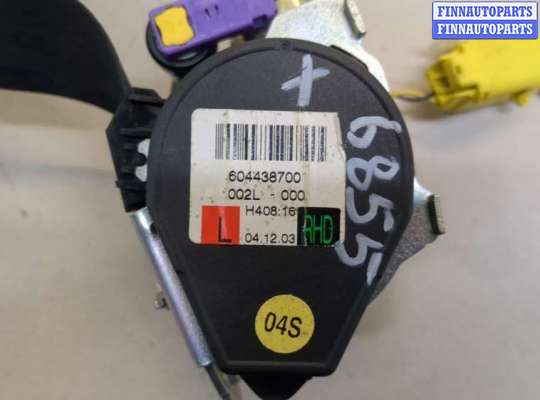 FINNAUTOPARTS
FINNAUTOPARTS
X 6855
604438700
002L - 000
H408:16
L
04.12.03
RHD
04S